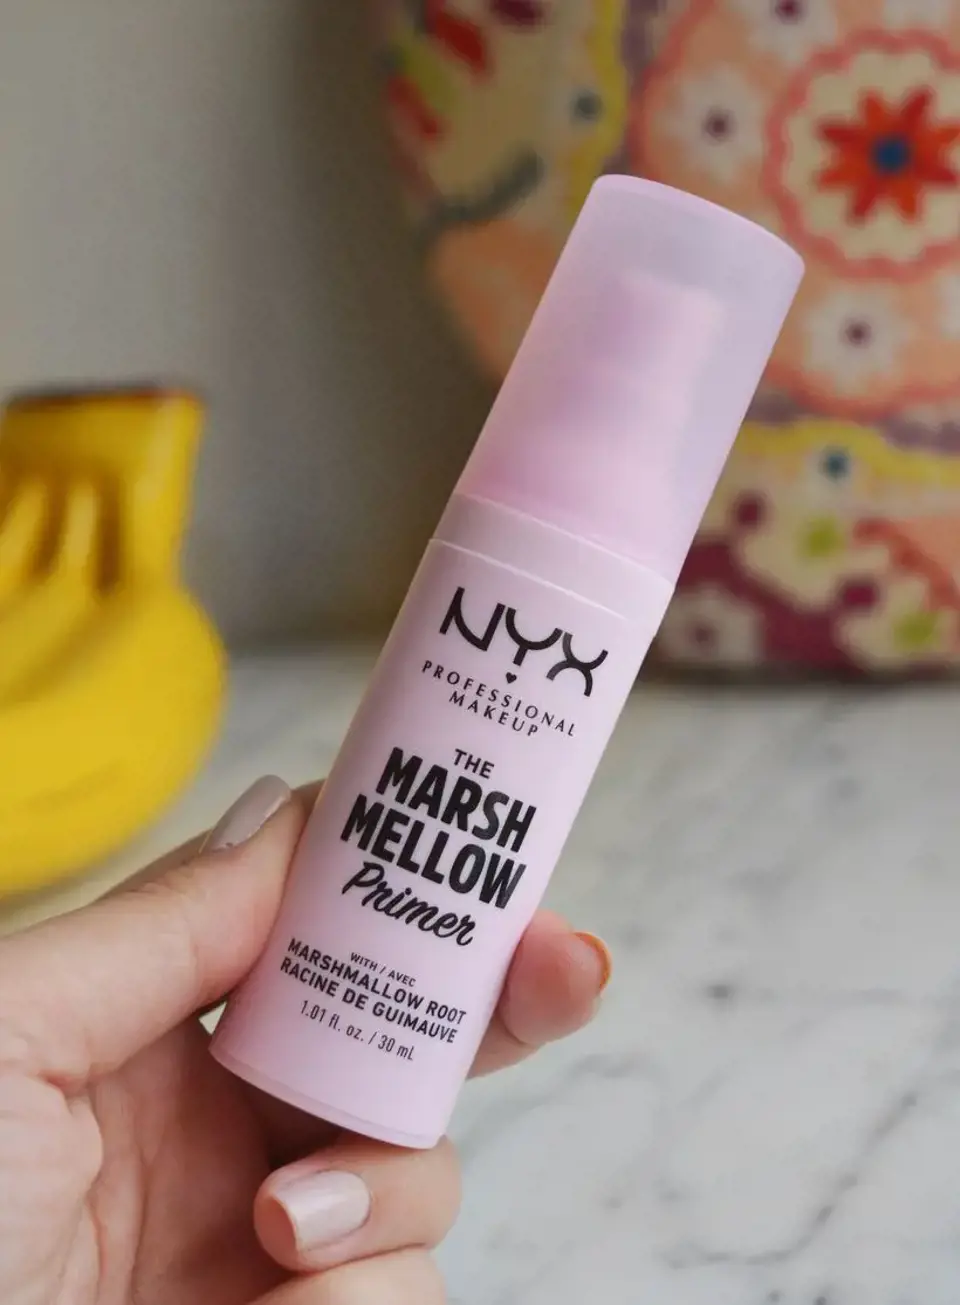 NYX
PROFESSIONAL
MAKEUP
THE
MARSH
MELLOW
Primer
WITH / AVEC
MARSHMALLOW ROOT
RACINE DE GUIMAUVE
1.01 fl. oz. / 30 mL